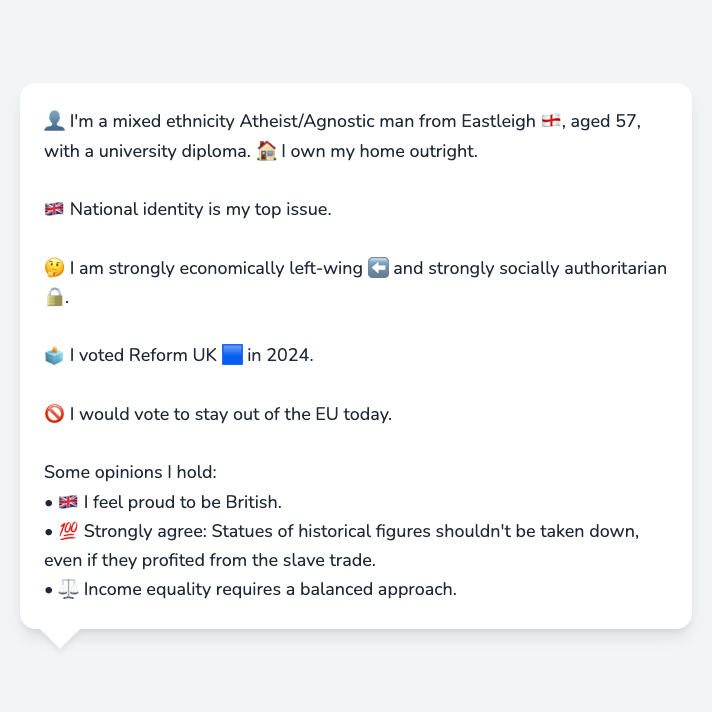 👤 I'm a mixed ethnicity Atheist/Agnostic man from Eastleigh 🏴󠁧󠁢󠁥󠁮󠁧󠁿, aged 57,
with a university diploma. 🏠 I own my home outright.
🇬🇧 National identity is my top issue.
🤔 I am strongly economically left-wing ⬅️ and strongly socially authoritarian
🔒.
🗳️ I voted Reform UK 🟦 in 2024.
🚫 I would vote to stay out of the EU today.
Some opinions I hold:
• 🇬🇧 I feel proud to be British.
• 💯 Strongly agree: Statues of historical figures shouldn't be taken down,
even if they profited from the slave trade.
• ⚖️ Income equality requires a balanced approach.